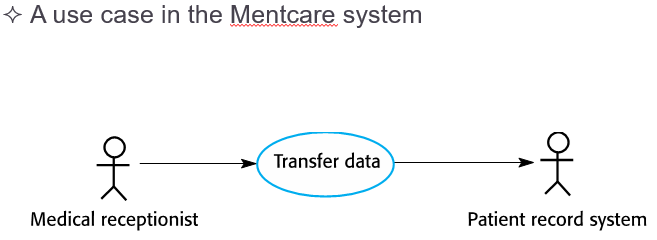 ✧ A use case in the Mentcare system
Transfer data
Medical receptionist
Patient record system